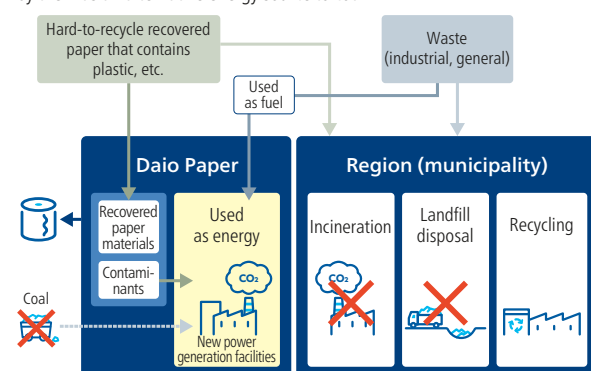 Hard-to-recycle recovered
paper that contains
plastic, etc.
Waste
(industrial, general)
Used
as fuel
Daio Paper
Region (municipality)
Recovered
paper
materials
Contami-
nants
Used
as energy
CO₂
New power
generation facilities
Coal
Incineration
CO₂
Landfill
disposal
Recycling